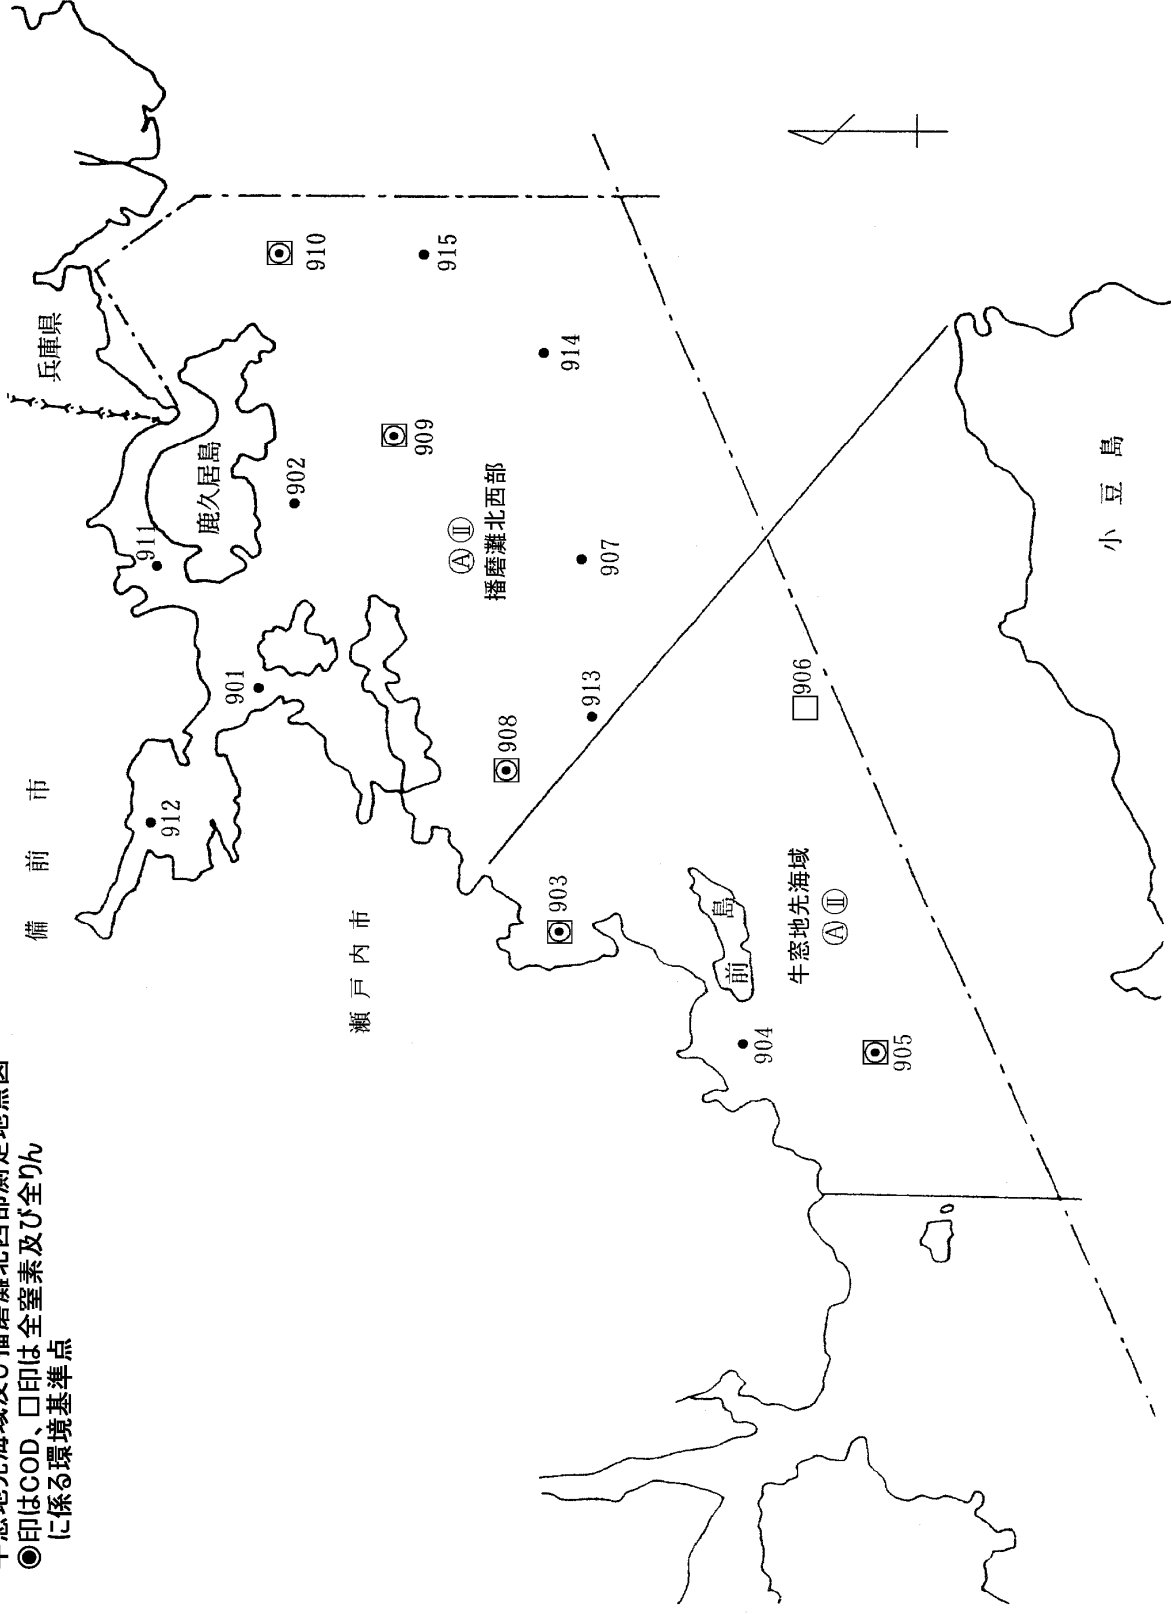 牛窓地先海域及び播磨灘北西部測定地点図
◉印はCOD、□印は全窒素及び全りん
に係る環境基準点
備前市
兵庫県
912
911
901
鹿久居島
902
910
瀬戸内市
909
915
Ⓐ Ⅱ
播磨灘北西部
908
914
903
913
907
前島
904
牛窓地先海域
Ⓐ Ⅱ
906
905
小豆島